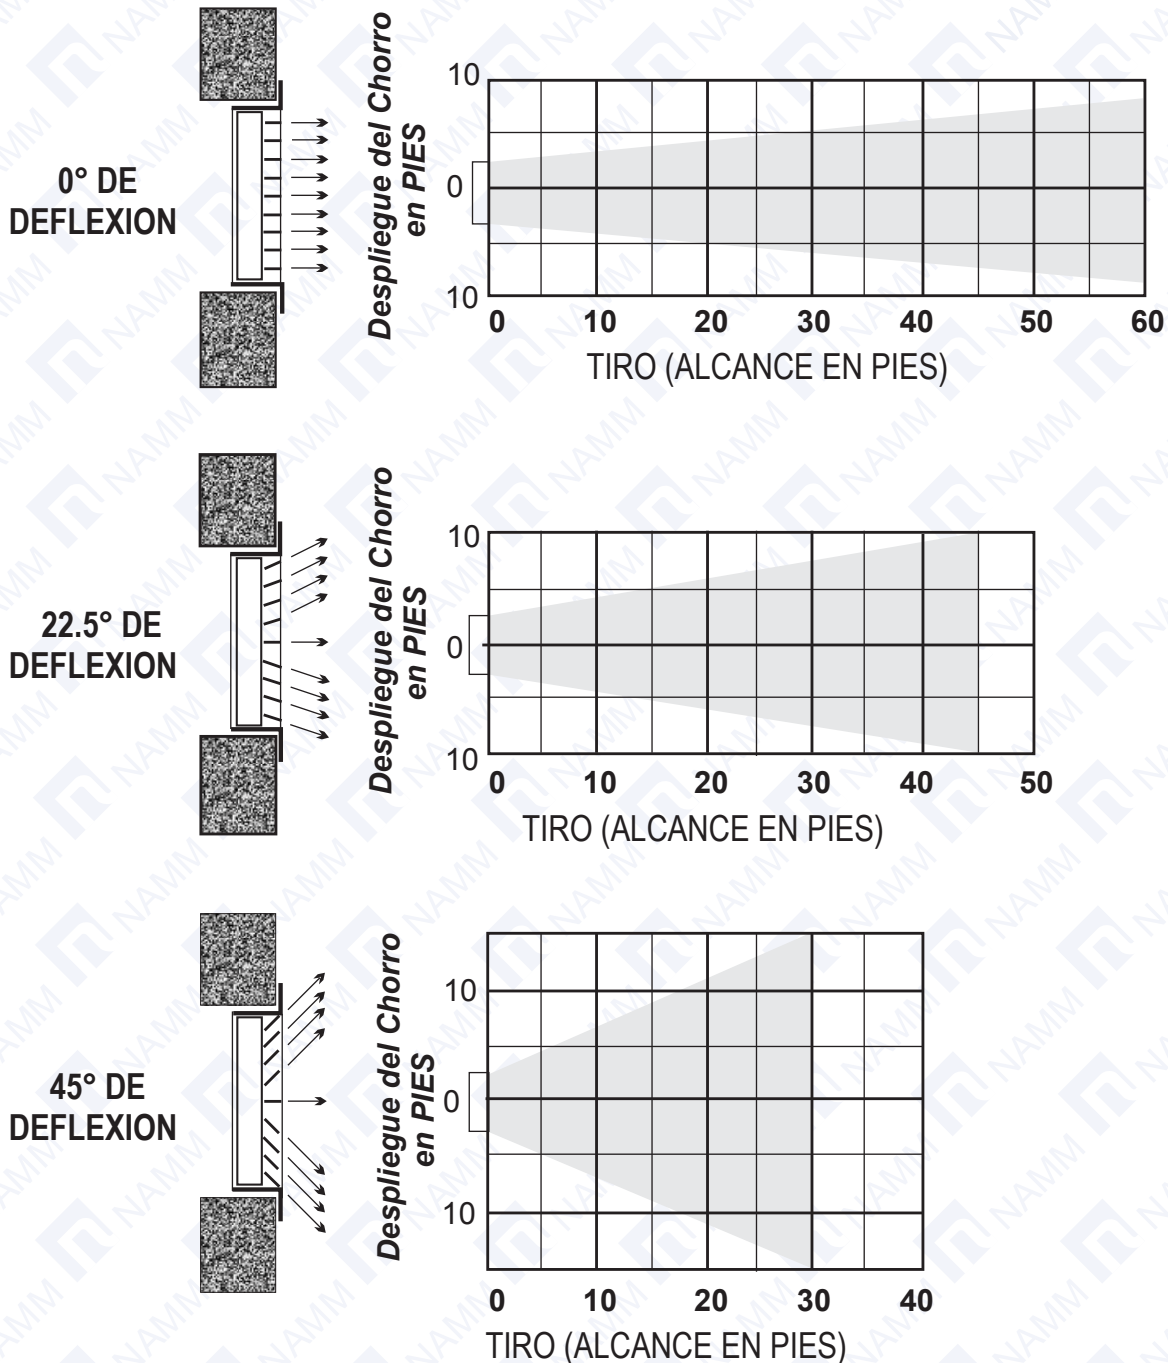 0° DE
DEFLEXION
Despliegue del Chorro
en PIES
10
0
10
0 10 20 30 40 50 60
TIRO (ALCANCE EN PIES)
22.5° DE
DEFLEXION
Despliegue del Chorro
en PIES
10
0
10
0 10 20 30 40 50
TIRO (ALCANCE EN PIES)
45° DE
DEFLEXION
Despliegue del Chorro
en PIES
10
0
10
0 10 20 30 40
TIRO (ALCANCE EN PIES)
NAMM